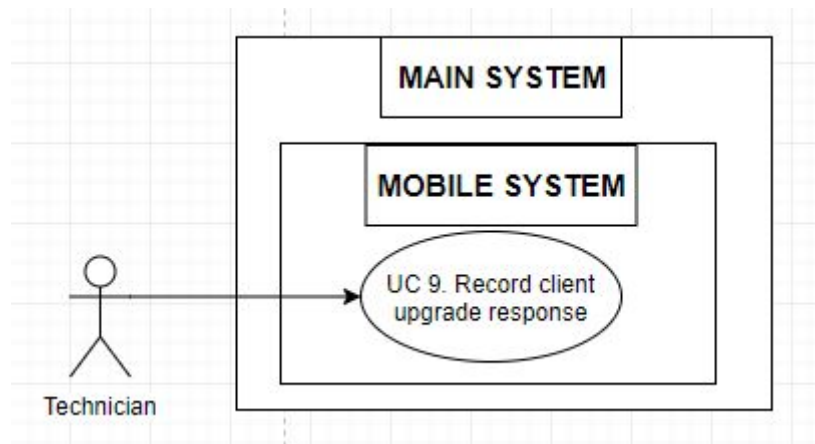 MAIN SYSTEM
MOBILE SYSTEM
UC 9. Record client
upgrade response
Technician